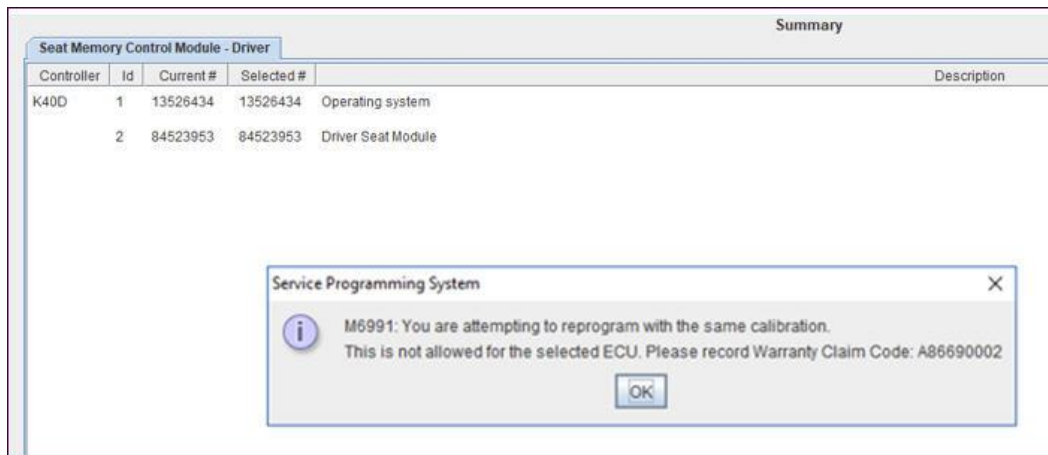 Summary
Seat Memory Control Module - Driver
Controller Id Current # Selected # Description
K40D 1 13526434 13526434 Operating system
2 84523953 84523953 Driver Seat Module
Service Programming System
M6991: You are attempting to reprogram with the same calibration.
This is not allowed for the selected ECU. Please record Warranty Claim Code: A86690002
OK